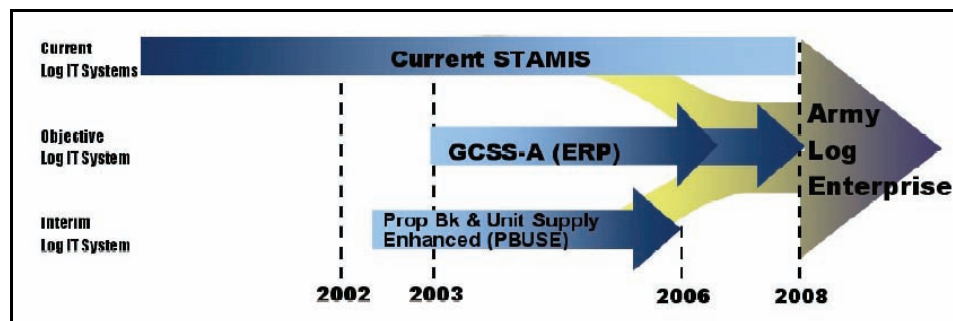 Current
Log IT Systems
Current STAMIS
Objective
Log IT System
GCSS-A (ERP)
Army
Log
Enterprise
Interim
Log IT System
Prop Bk & Unit Supply
Enhanced (PBUSE)
2002
2003
2006
2008